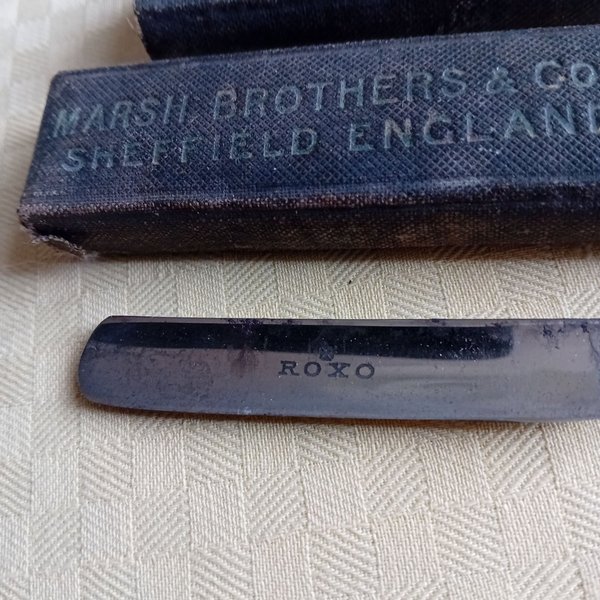 MARSH BROTHERS & CO
SHEFFIELD ENGLAND
ROXO